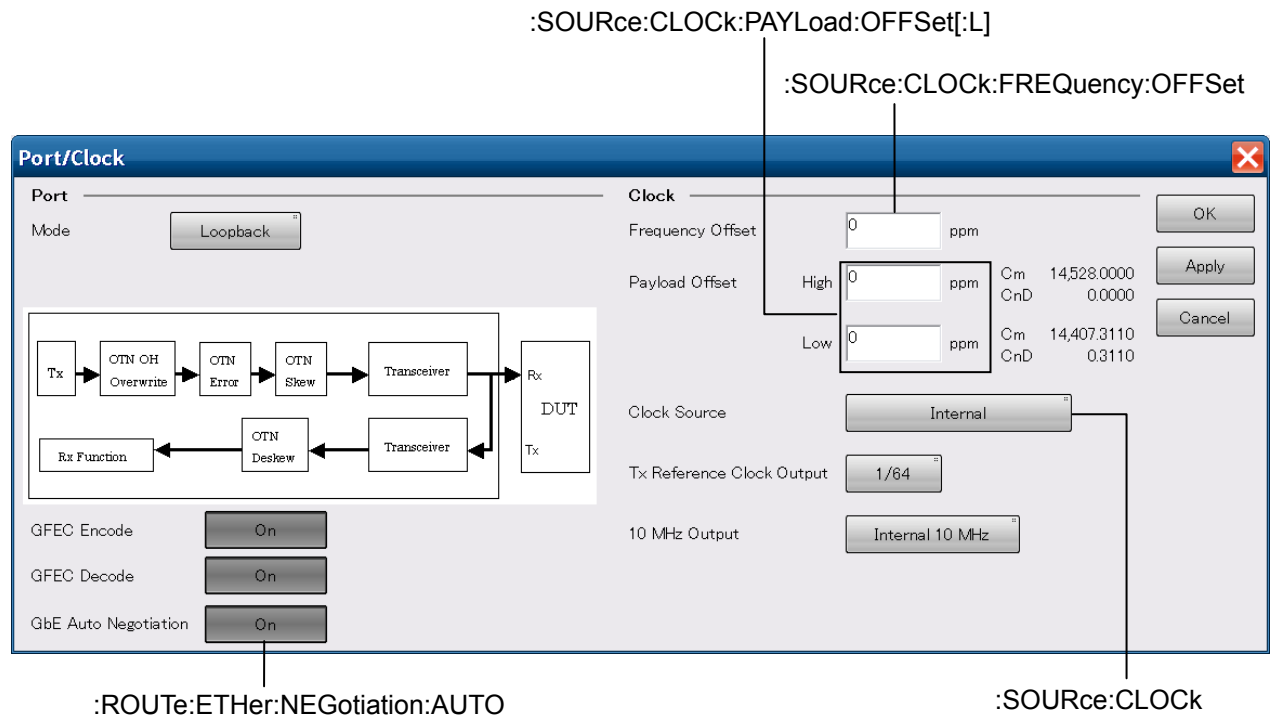 :SOURce:CLOCk:PAYLoad:OFFSet[:L]
:SOURce:CLOCk:FREQuency:OFFSet
Port/Clock
Port
Mode
Loopback
Tx
OTN OH
Overwrite
OTN
Error
OTN
Skew
Transceiver
Rx
DUT
Tx
Rx Function
OTN
Deskew
Transceiver
GFEC Encode
On
GFEC Decode
On
GbE Auto Negotiation
On
Clock
Frequency Offset
0
ppm
Payload Offset
High
0
ppm
Cm 14,528.0000
CnD 0.0000
Low
0
ppm
Cm 14,407.3110
CnD 0.3110
Clock Source
Internal
Tx Reference Clock Output
1/64
10 MHz Output
Internal 10 MHz
OK
Apply
Cancel
:ROUTe:ETHer:NEGotiation:AUTO
:SOURce:CLOCk